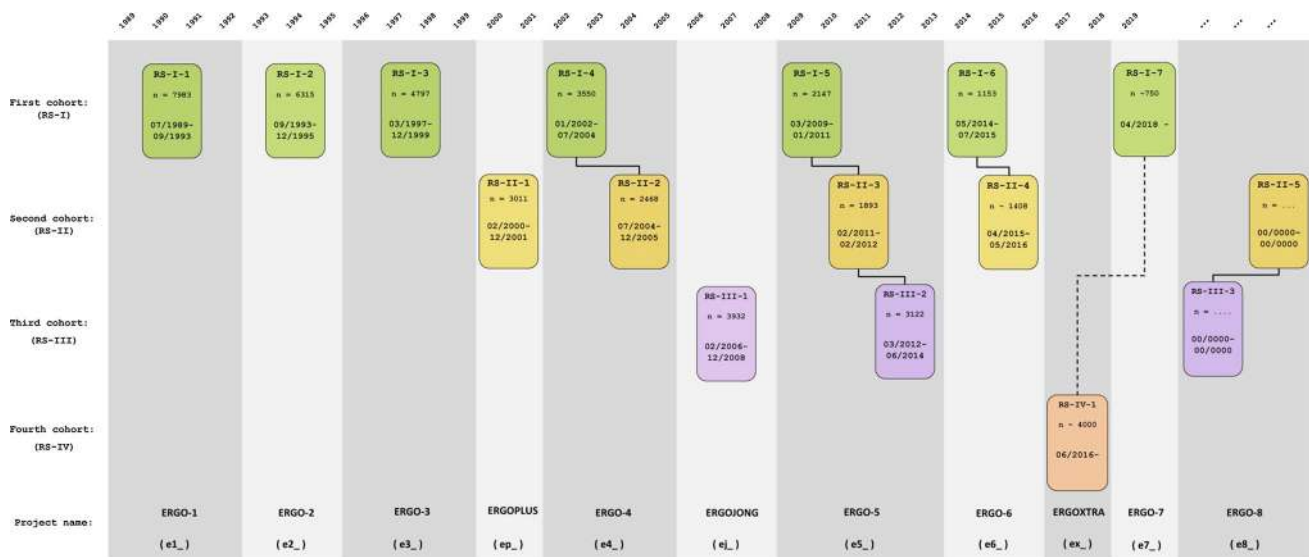 1989 1990 1991 1992 1993 1994 1995 1996 1997 1998 1999 2000 2001 2002 2003 2004 2005 2006 2007 2008 2009 2010 2011 2012 2013 2014 2015 2016 2017 2018 2019 ... ... ...
First cohort:
(RS-I)
RS-I-1
n = 7983
07/1989-
09/1993
RS-I-2
n = 6315
09/1993-
12/1995
RS-I-3
n = 4797
03/1997-
12/1999
RS-I-4
n = 3550
01/2002-
07/2004
RS-I-5
n = 2147
03/2009-
01/2011
RS-I-6
n = 1153
05/2014-
07/2015
RS-I-7
n ~750
04/2018 -
Second cohort:
(RS-II)
RS-II-1
n = 3011
02/2000-
12/2001
RS-II-2
n = 2468
07/2004-
12/2005
RS-II-3
n = 1893
02/2011-
02/2012
RS-II-4
n ~ 1408
04/2015-
05/2016
RS-II-5
n = ...
00/0000-
00/0000
Third cohort:
(RS-III)
RS-III-1
n = 3932
02/2006-
12/2008
RS-III-2
n = 3122
03/2012-
06/2014
RS-III-3
n = ....
00/0000-
00/0000
Fourth cohort:
(RS-IV)
RS-IV-1
n ~ 4000
06/2016-
Project name:
ERGO-1
(e1_)
ERGO-2
(e2_)
ERGO-3
(e3_)
ERGOPLUS
(ep_)
ERGO-4
(e4_)
ERGOJONG
(ej_)
ERGO-5
(e5_)
ERGO-6
(e6_)
ERGOXTRA
(ex_)
ERGO-7
(e7_)
ERGO-8
(e8_)